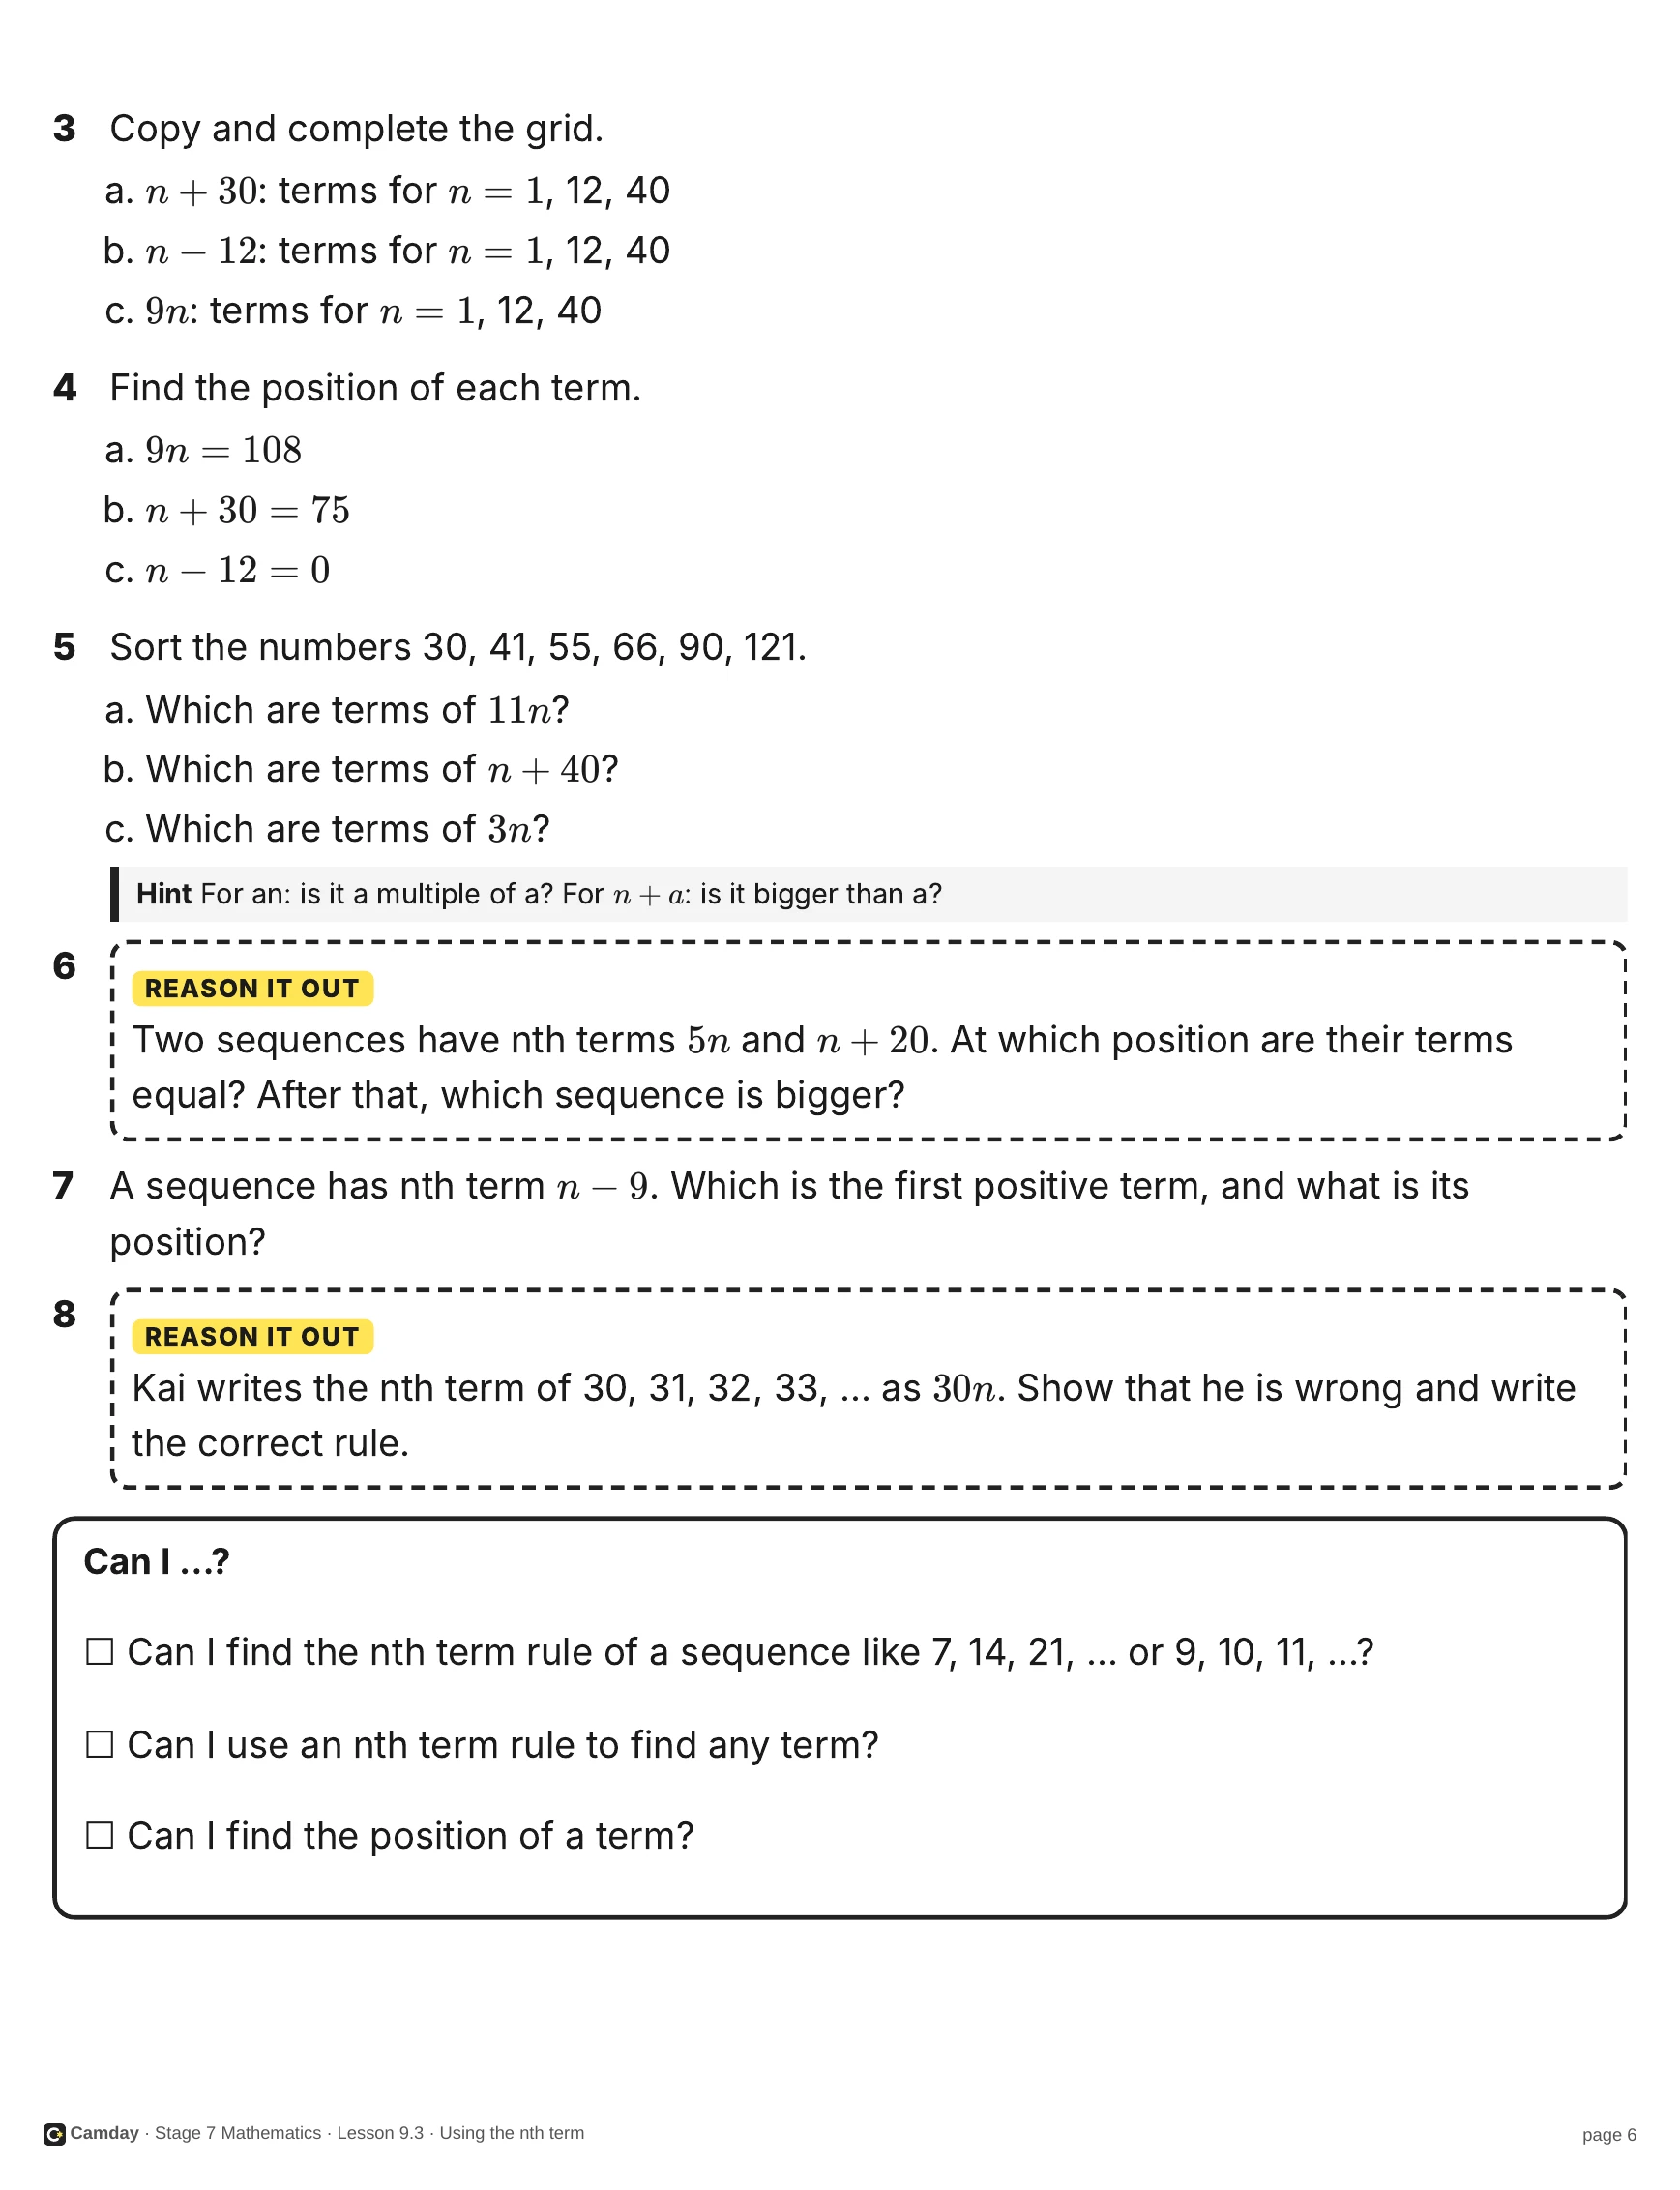 3 Copy and complete the grid.
a. n + 30: terms for n = 1, 12, 40
b. n − 12: terms for n = 1, 12, 40
c. 9n: terms for n = 1, 12, 40
4 Find the position of each term.
a. 9n = 108
b. n + 30 = 75
c. n − 12 = 0
5 Sort the numbers 30, 41, 55, 66, 90, 121.
a. Which are terms of 11n?
b. Which are terms of n + 40?
c. Which are terms of 3n?
Hint For an: is it a multiple of a? For n + a: is it bigger than a?
6
REASON IT OUT
Two sequences have nth terms 5n and n + 20. At which position are their terms
equal? After that, which sequence is bigger?
7 A sequence has nth term n − 9. Which is the first positive term, and what is its
position?
8
REASON IT OUT
Kai writes the nth term of 30, 31, 32, 33, ... as 30n. Show that he is wrong and write
the correct rule.
Can I ...?
☐ Can I find the nth term rule of a sequence like 7, 14, 21, ... or 9, 10, 11, ...?
☐ Can I use an nth term rule to find any term?
☐ Can I find the position of a term?
Camday · Stage 7 Mathematics · Lesson 9.3 · Using the nth term
page 6